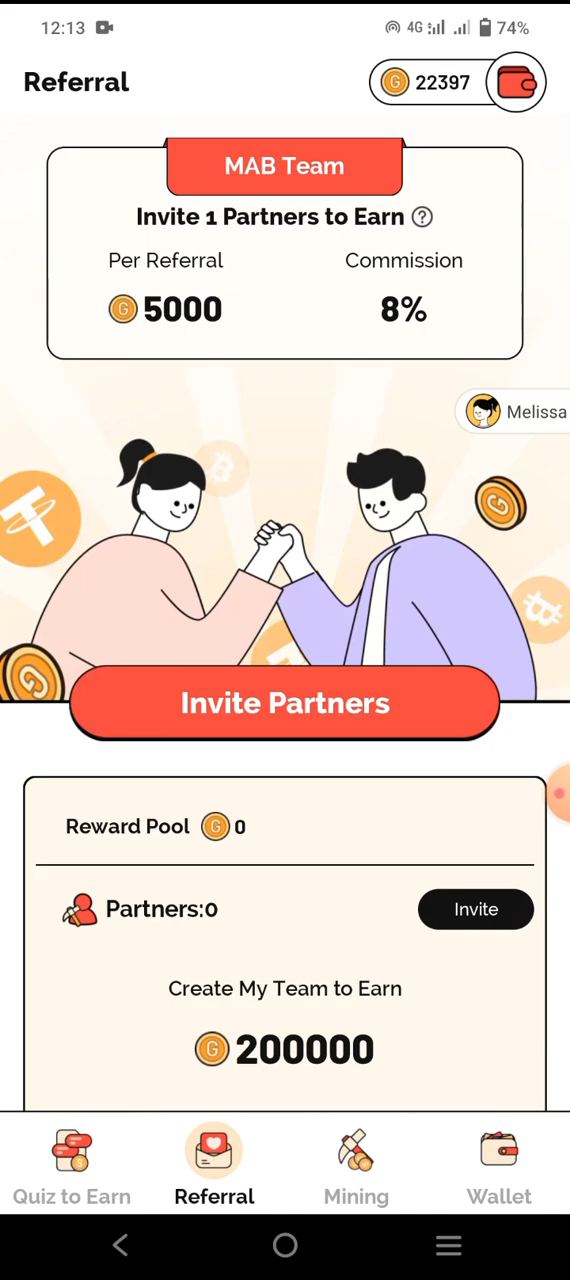 12:13
4G
74%
Referral
22397
MAB Team
Invite 1 Partners to Earn ?
Per Referral
Commission
5000
8%
Melissa
Invite Partners
Reward Pool 0
Partners:0
Invite
Create My Team to Earn
200000
Quiz to Earn
Referral
Mining
Wallet